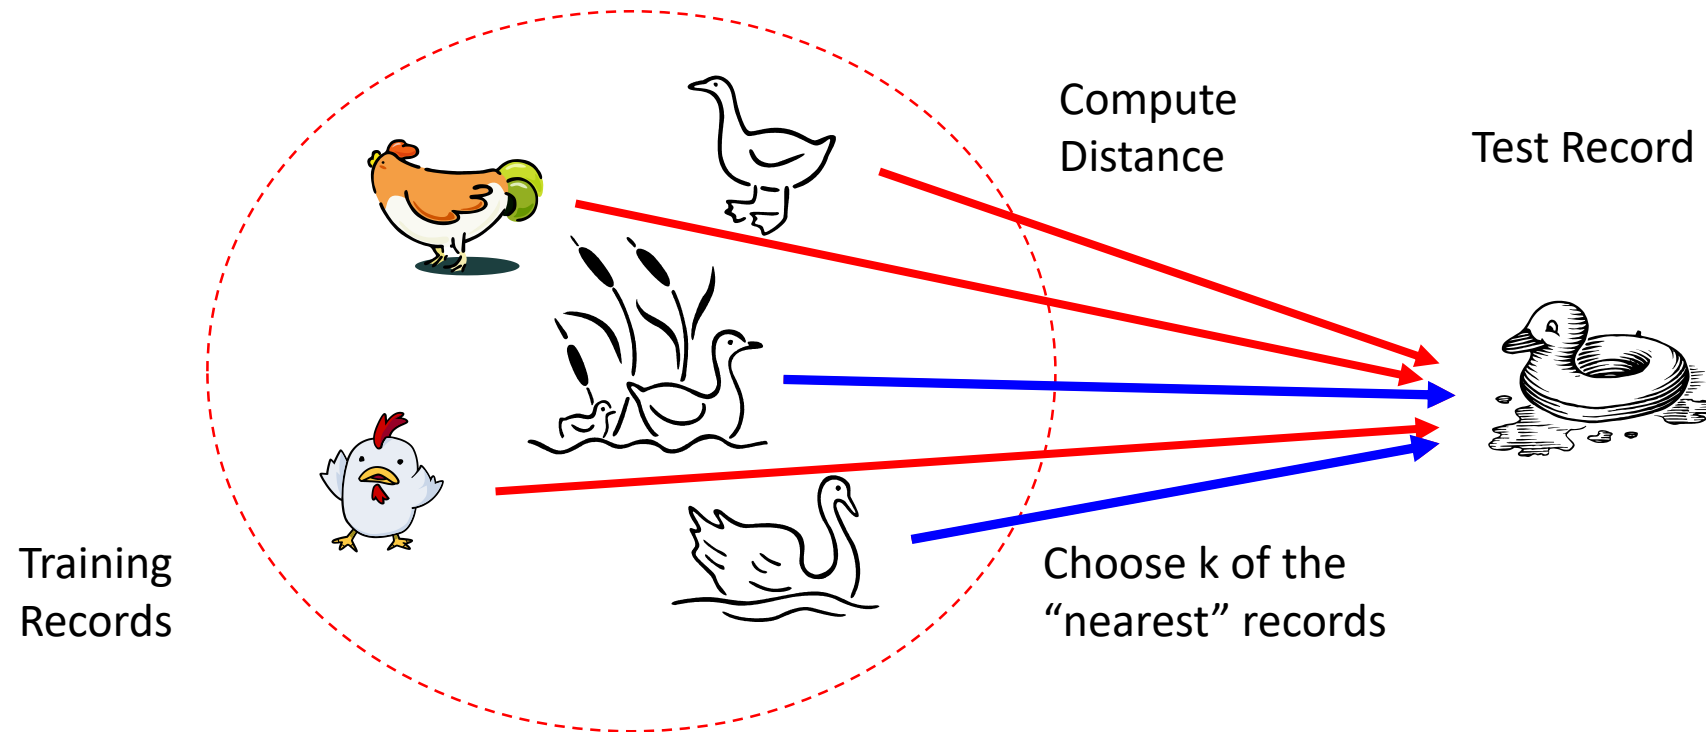 Compute
Distance
Test Record
Training
Records
Choose k of the
“nearest” records